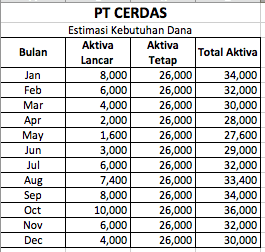 PT CERDAS
Estimasi Kebutuhan Dana
Bulan Aktiva Lancar Aktiva Tetap Total Aktiva
Jan 8,000 26,000 34,000
Feb 6,000 26,000 32,000
Mar 4,000 26,000 30,000
Apr 2,000 26,000 28,000
May 1,600 26,000 27,600
Jun 3,000 26,000 29,000
Jul 6,000 26,000 32,000
Aug 7,400 26,000 33,400
Sep 8,000 26,000 34,000
Oct 10,000 26,000 36,000
Nov 6,000 26,000 32,000
Dec 4,000 26,000 30,000